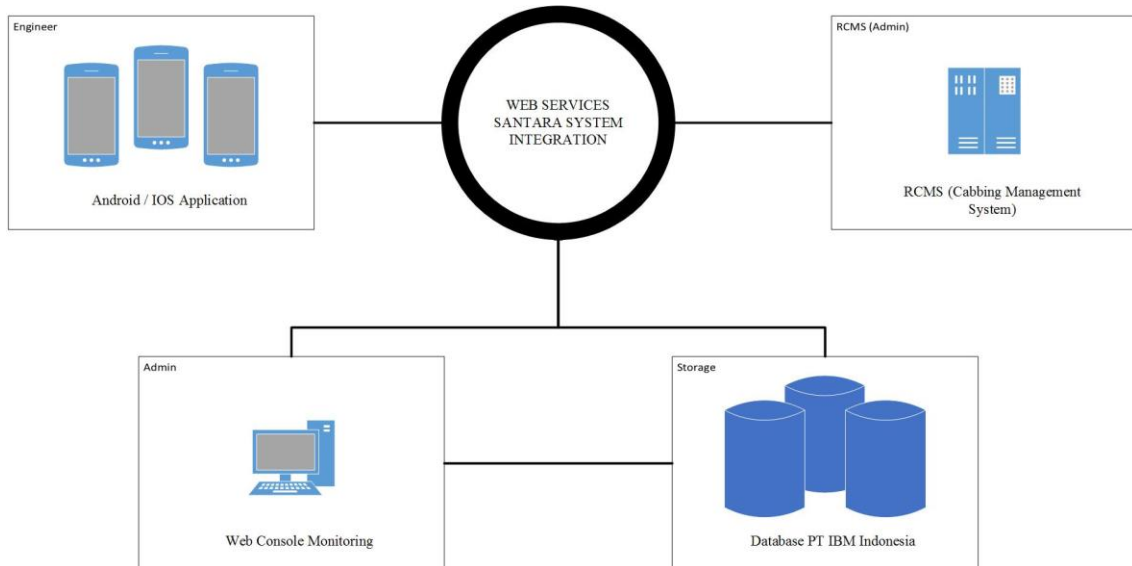 Engineer
Android / IOS Application
WEB SERVICES
SANTARA SYSTEM
INTEGRATION
RCMS (Admin)
RCMS (Cabbing Management
System)
Admin
Web Console Monitoring
Storage
Database PT IBM Indonesia